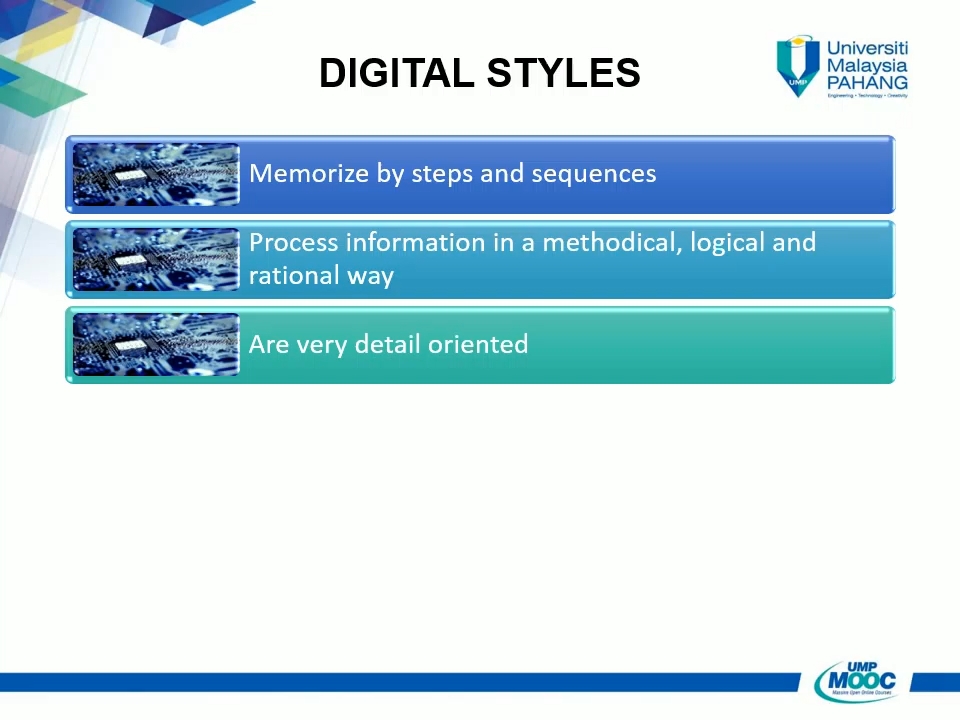 DIGITAL STYLES
Universiti
Malaysia
PAHANG
Engineering • Technology • Creativity
UMP
Memorize by steps and sequences
Process information in a methodical, logical and
rational way
Are very detail oriented
UMP
MOOC
Massive Open Online Courses